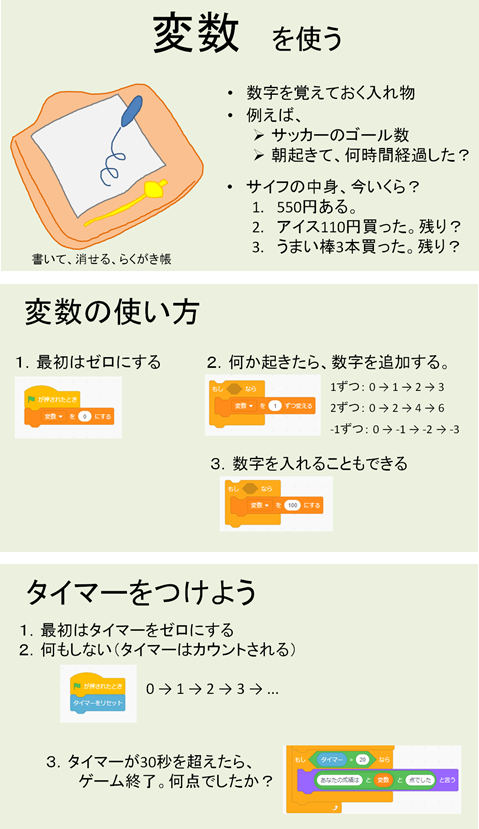 変数 を使う
• 数字を覚えておく入れ物
• 例えば、
➢ サッカーのゴール数
➢ 朝起きて、何時間経過した？
• サイフの中身、今いくら？
1. 550円ある。
2. アイス110円買った。残り？
3. うまい棒3本買った。残り？
書いて、消せる、らくがき帳
変数の使い方
１．最初はゼロにする
が押されたとき
変数 を 0 にする
２．何か起きたら、数字を追加する。
もし なら
変数 を 1 ずつ変える
1ずつ： 0 → 1 → 2 → 3
2ずつ： 0 → 2 → 4 → 6
-1ずつ： 0 → -1 → -2 → -3
３．数字を入れることもできる
もし なら
変数 を 100 にする
タイマーをつけよう
１．最初はタイマーをゼロにする
２．何もしない（タイマーはカウントされる）
が押されたとき
タイマーをリセット
0 → 1 → 2 → 3 → ...
３．タイマーが30秒を超えたら、
ゲーム終了。何点でしたか？
もし タイマー > 20 なら
あなたの成績は と 変数 と 点でした と言う